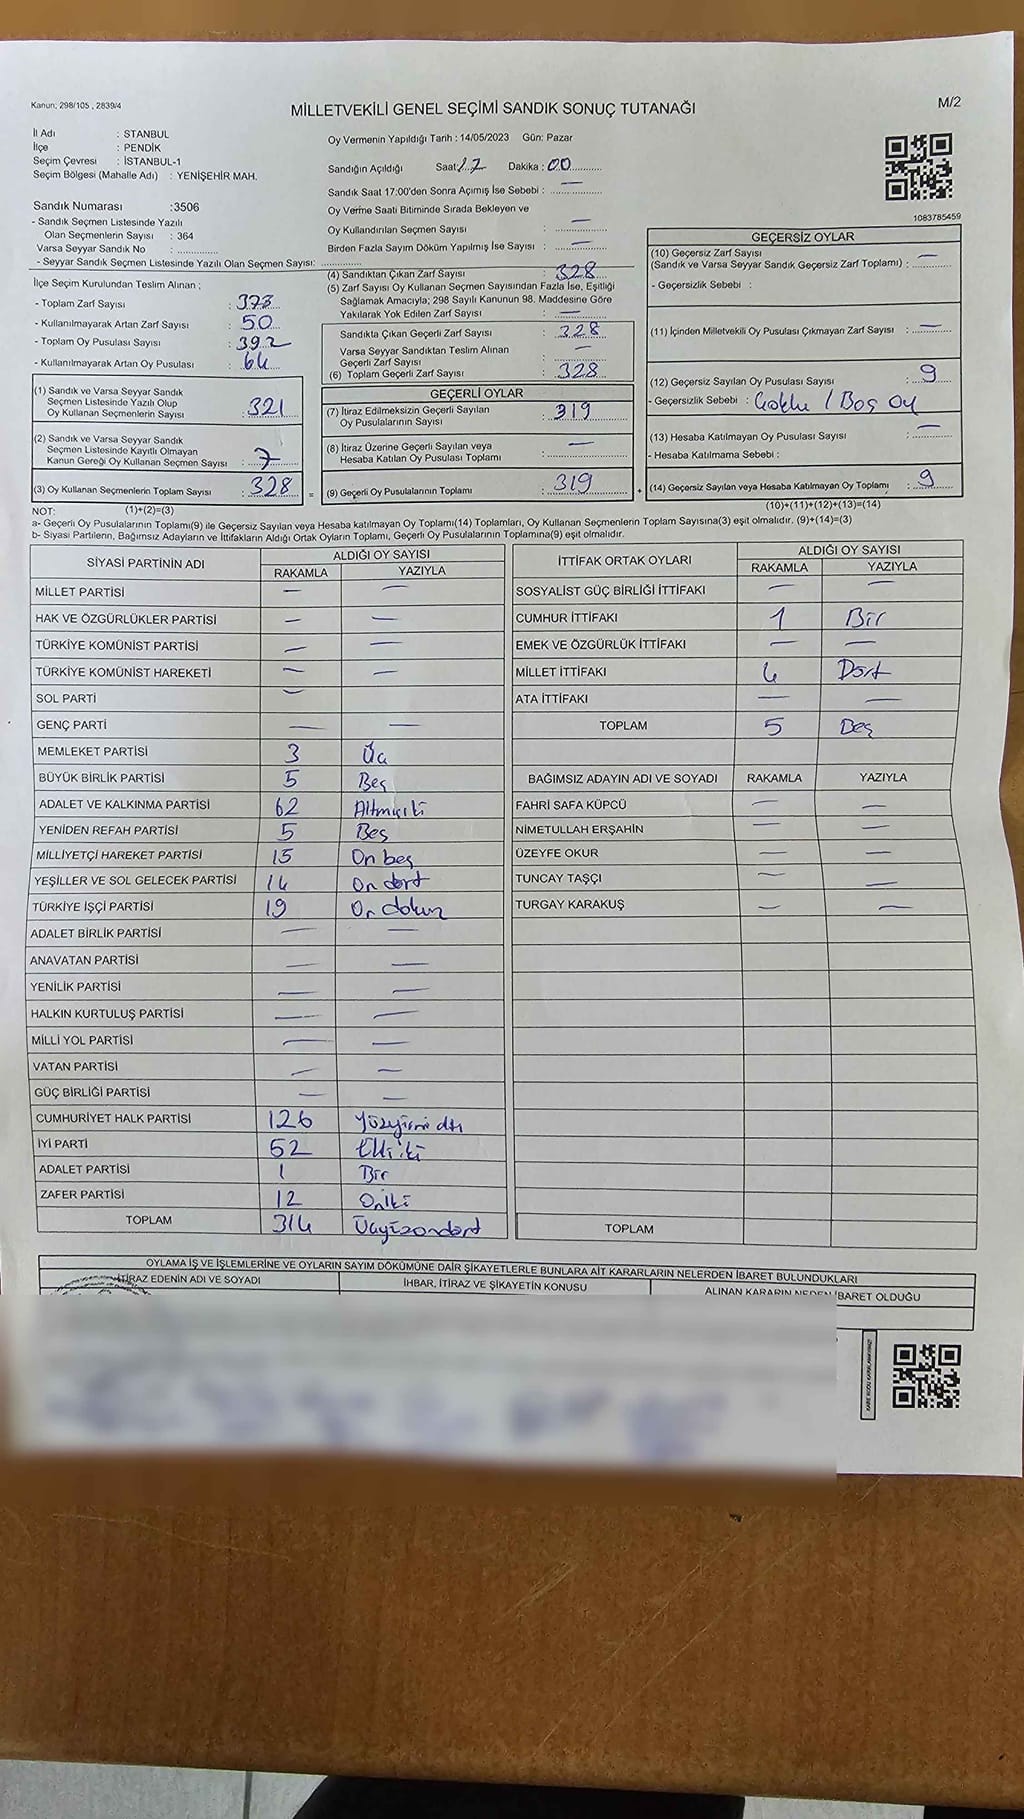 Kanun; 298/105 , 2839/4
MİLLETVEKİLİ GENEL SEÇİMİ SANDIK SONUÇ TUTANAĞI
M/2
İl Adı : STANBUL
İlçe : PENDİK
Seçim Çevresi : İSTANBUL-1
Seçim Bölgesi (Mahalle Adı) : YENİŞEHİR MAH.
Sandık Numarası :3506
- Sandık Seçmen Listesinde Yazılı
Olan Seçmenlerin Sayısı : 364
Varsa Seyyar Sandık No :
- Seyyar Sandık Seçmen Listesinde Yazılı Olan Seçmen Sayısı:
Oy Vermenin Yapıldığı Tarih : 14/05/2023 Gün: Pazar
Sandığın Açıldığı Saat: 17 Dakika : 00
Sandık Saat 17:00'den Sonra Açımış İse Sebebi : —
Oy Verme Saati Bitiminde Sırada Bekleyen ve
Oy Kullandırılan Seçmen Sayısı : —
Birden Fazla Sayım Döküm Yapılmış İse Sayısı : —
1083785459
İlçe Seçim Kurulundan Teslim Alınan ;
- Toplam Zarf Sayısı : 378
- Kullanılmayarak Artan Zarf Sayısı : 50
- Toplam Oy Pusulası Sayısı : 392
- Kullanılmayarak Artan Oy Pusulası : 64
(1) Sandık ve Varsa Seyyar Sandık
Seçmen Listesinde Yazılı Olup
Oy Kullanan Seçmenlerin Sayısı : 321
(2) Sandık ve Varsa Seyyar Sandık
Seçmen Listesinde Kayıtlı Olmayan
Kanun Gereği Oy Kullanan Seçmen Sayısı : 7
(3) Oy Kullanan Seçmenlerin Toplam Sayısı : 328 =
(4) Sandıktan Çıkan Zarf Sayısı : 328
(5) Zarf Sayısı Oy Kullanan Seçmen Sayısından Fazla İse, Eşitliği
Sağlamak Amacıyla; 298 Sayılı Kanunun 98. Maddesine Göre
Yakılarak Yok Edilen Zarf Sayısı : —
Sandıkta Çıkan Geçerli Zarf Sayısı : 328
Varsa Seyyar Sandıktan Teslim Alınan
Geçerli Zarf Sayısı : —
(6) Toplam Geçerli Zarf Sayısı : 328
GEÇERLİ OYLAR
(7) İtiraz Edilmeksizin Geçerli Sayılan
Oy Pusulalarının Sayısı : 319
(8) İtiraz Üzerine Geçerli Sayılan veya
Hesaba Katılan Oy Pusulası Toplamı : —
(9) Geçerli Oy Pusulalarının Toplamı : 319 +
GEÇERSİZ OYLAR
(10) Geçersiz Zarf Sayısı
(Sandık ve Varsa Seyyar Sandık Geçersiz Zarf Toplamı) : —
- Geçersizlik Sebebi :
(11) İçinden Milletvekili Oy Pusulası Çıkmayan Zarf Sayısı : —
(12) Geçersiz Sayılan Oy Pusulası Sayısı : 9
- Geçersizlik Sebebi : Çoklu / Boş oy
(13) Hesaba Katılmayan Oy Pusulası Sayısı : —
- Hesaba Katılmama Sebebi :
(14) Geçersiz Sayılan veya Hesaba Katılmayan Oy Toplamı : 9
NOT: (1)+(2)=(3)
(10)+(11)+(12)+(13)=(14)
a- Geçerli Oy Pusulalarının Toplamı(9) ile Geçersiz Sayılan veya Hesaba katılmayan Oy Toplamı(14) Toplamları, Oy Kullanan Seçmenlerin Toplam Sayısına(3) eşit olmalıdır. (9)+(14)=(3)
b- Siyasi Partilerin, Bağımsız Adayların ve İttifakların Aldığı Ortak Oyların Toplamı, Geçerli Oy Pusulalarının Toplamına(9) eşit olmalıdır.
SİYASİ PARTİNİN ADI ALDIĞI OY SAYISI
RAKAMLA YAZIYLA
MİLLET PARTİSİ — —
HAK VE ÖZGÜRLÜKLER PARTİSİ — —
TÜRKİYE KOMÜNİST PARTİSİ — —
TÜRKİYE KOMÜNİST HAREKETİ — —
SOL PARTİ —
GENÇ PARTİ — —
MEMLEKET PARTİSİ 3 Üç
BÜYÜK BİRLİK PARTİSİ 5 Beş
ADALET VE KALKINMA PARTİSİ 62 Altmışiki
YENİDEN REFAH PARTİSİ 5 Beş
MİLLİYETÇİ HAREKET PARTİSİ 15 On beş
YEŞİLLER VE SOL GELECEK PARTİSİ 14 On dört
TÜRKİYE İŞÇİ PARTİSİ 19 On dokuz
ADALET BİRLİK PARTİSİ — —
ANAVATAN PARTİSİ — —
YENİLİK PARTİSİ — —
HALKIN KURTULUŞ PARTİSİ — —
MİLLİ YOL PARTİSİ — —
VATAN PARTİSİ — —
GÜÇ BİRLİĞİ PARTİSİ — —
CUMHURİYET HALK PARTİSİ 126 Yüzyirmi altı
İYİ PARTİ 52 Elli iki
ADALET PARTİSİ 1 Bir
ZAFER PARTİSİ 12 Oniki
TOPLAM 314 Üçyüzondört
İTTİFAK ORTAK OYLARI ALDIĞI OY SAYISI
RAKAMLA YAZIYLA
SOSYALİST GÜÇ BİRLİĞİ İTTİFAKI — —
CUMHUR İTTİFAKI 1 Bir
EMEK VE ÖZGÜRLÜK İTTİFAKI — —
MİLLET İTTİFAKI 4 Dört
ATA İTTİFAKI — —
TOPLAM 5 Beş
BAĞIMSIZ ADAYIN ADI VE SOYADI RAKAMLA YAZIYLA
FAHRİ SAFA KÜPCÜ — —
NİMETULLAH ERŞAHİN — —
ÜZEYFE OKUR — —
TUNCAY TAŞÇI — —
TURGAY KARAKUŞ — —
TOPLAM
OYLAMA İŞ VE İŞLEMLERİNE VE OYLARIN SAYIM DÖKÜMÜNE DAİR ŞİKAYETLERLE BUNLARA AİT KARARLARIN NELERDEN İBARET BULUNDUKLARI
İTİRAZ EDENİN ADI VE SOYADI İHBAR, İTİRAZ VE ŞİKAYETİN KONUSU ALINAN KARARIN NEDEN İBARET OLDUĞU